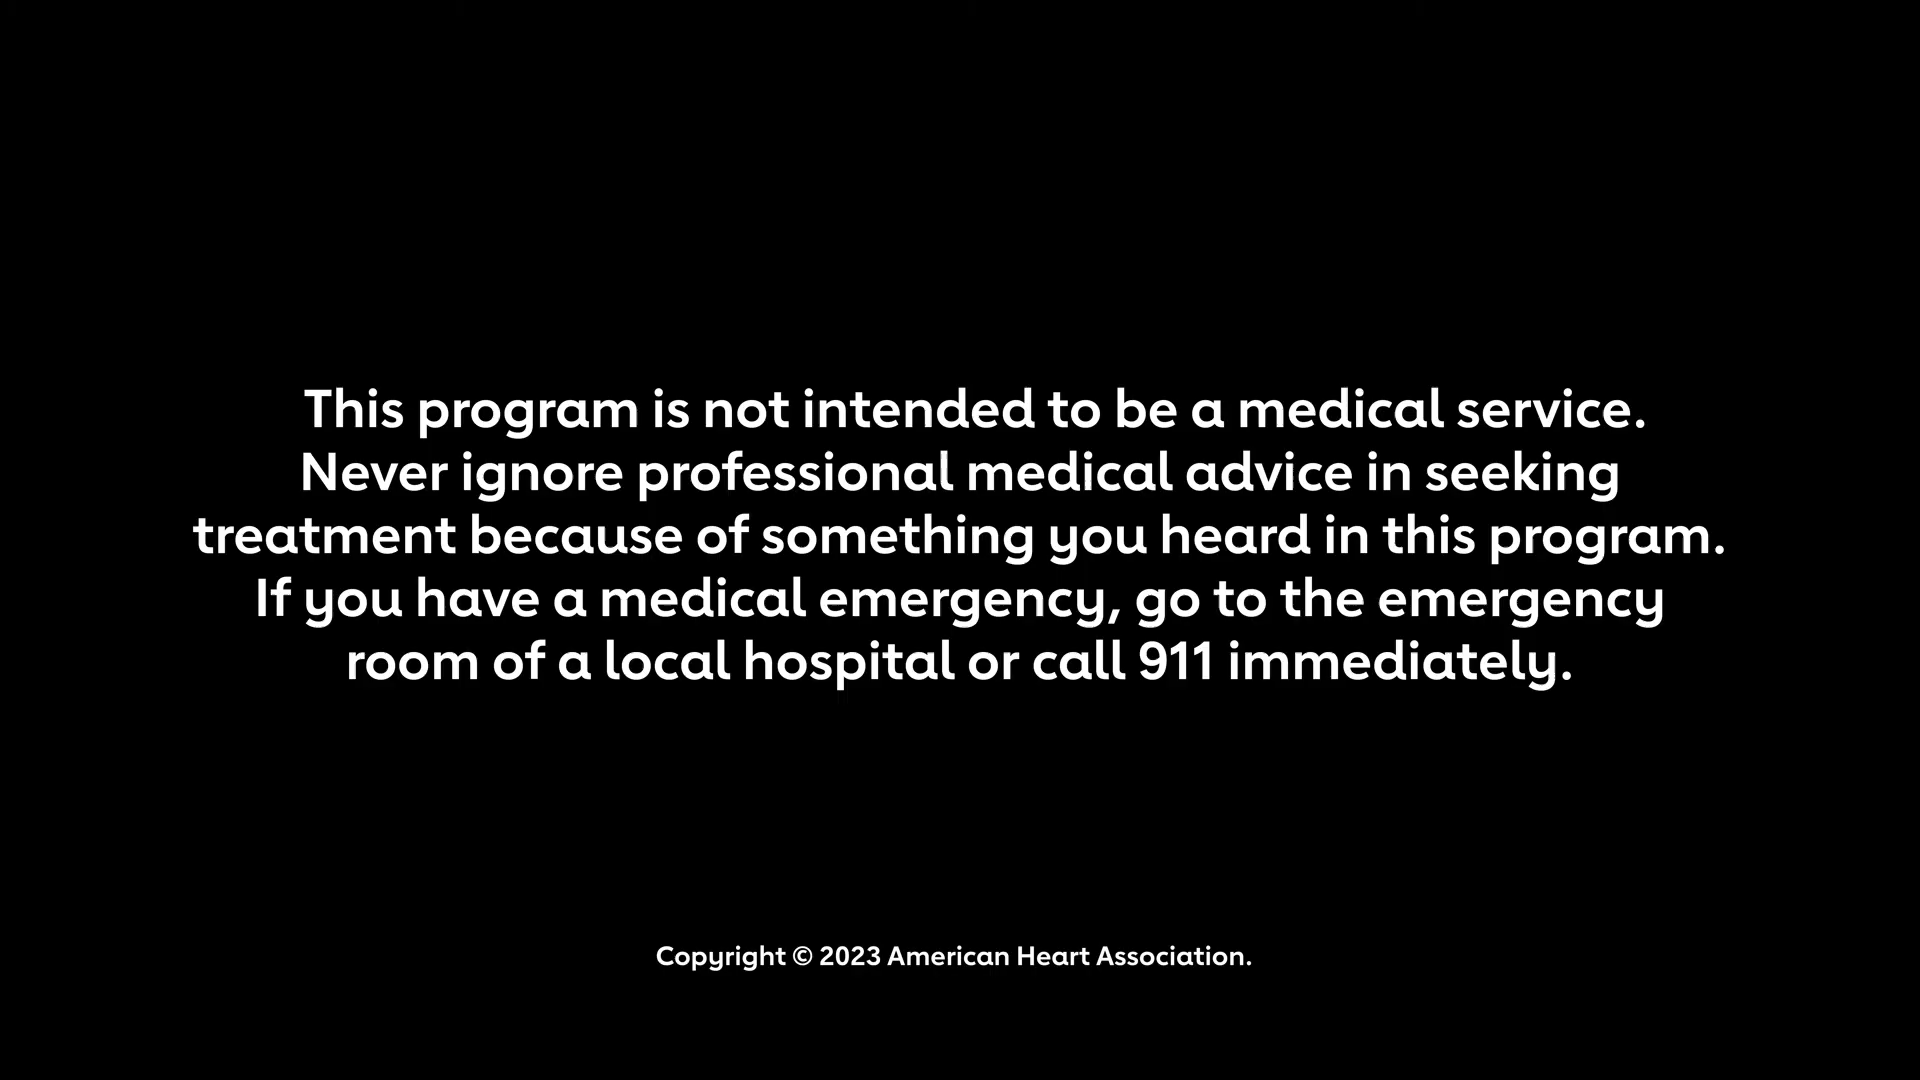 This program is not intended to be a medical service.
Never ignore professional medical advice in seeking
treatment because of something you heard in this program.
If you have a medical emergency, go to the emergency
room of a local hospital or call 911 immediately.
Copyright © 2023 American Heart Association.